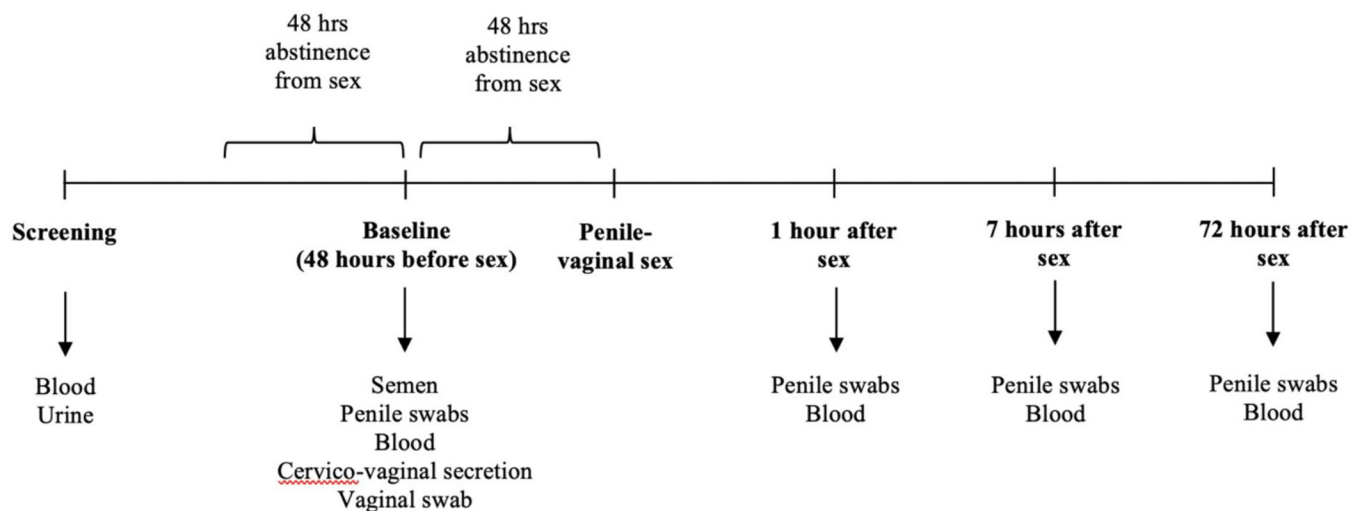 48 hrs
abstinence
from sex
48 hrs
abstinence
from sex
Screening
Baseline
(48 hours before sex)
Penile-
vaginal sex
1 hour after
sex
7 hours after
sex
72 hours after
sex
Blood
Urine
Semen
Penile swabs
Blood
Cervico-vaginal secretion
Vaginal swab
Penile swabs
Blood
Penile swabs
Blood
Penile swabs
Blood